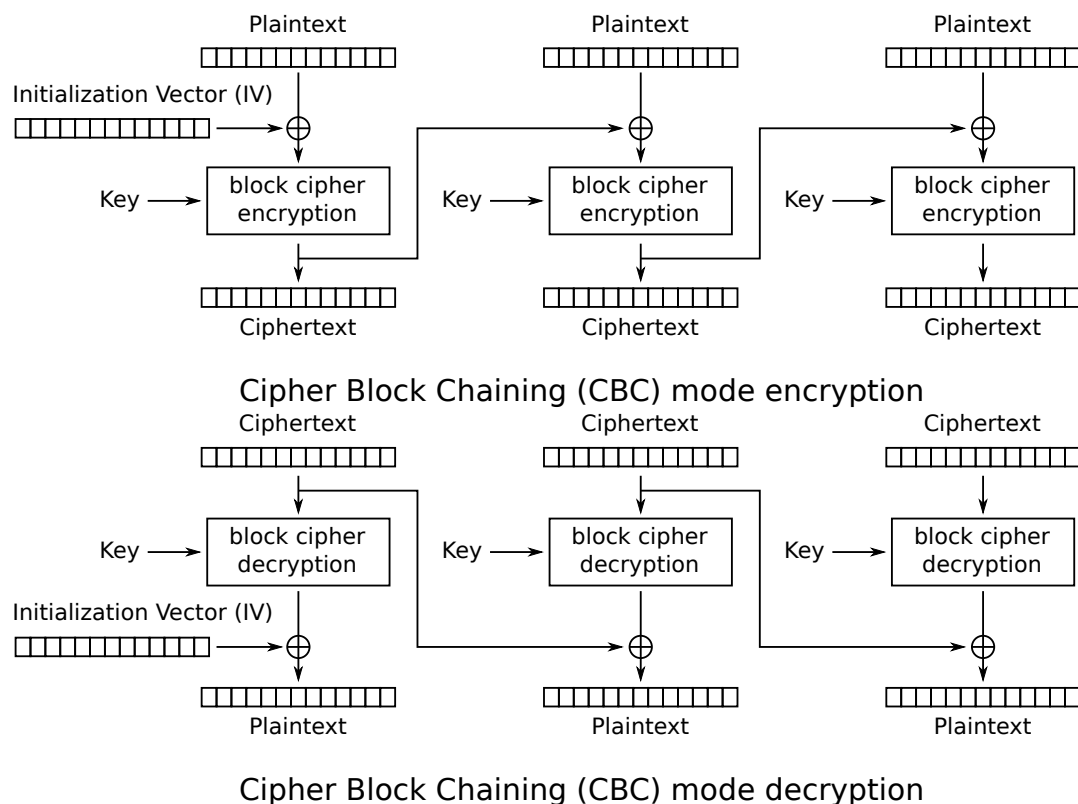 Plaintext Plaintext Plaintext
Initialization Vector (IV)
block cipher block cipher block cipher
Key Key Key
encryption encryption encryption
Ciphertext Ciphertext Ciphertext
Cipher Block Chaining (CBC) mode encryption
Ciphertext Ciphertext Ciphertext
block cipher block cipher block cipher
Key Key Key
decryption decryption decryption
Initialization Vector (IV)
Plaintext Plaintext Plaintext
Cipher Block Chaining (CBC) mode decryption